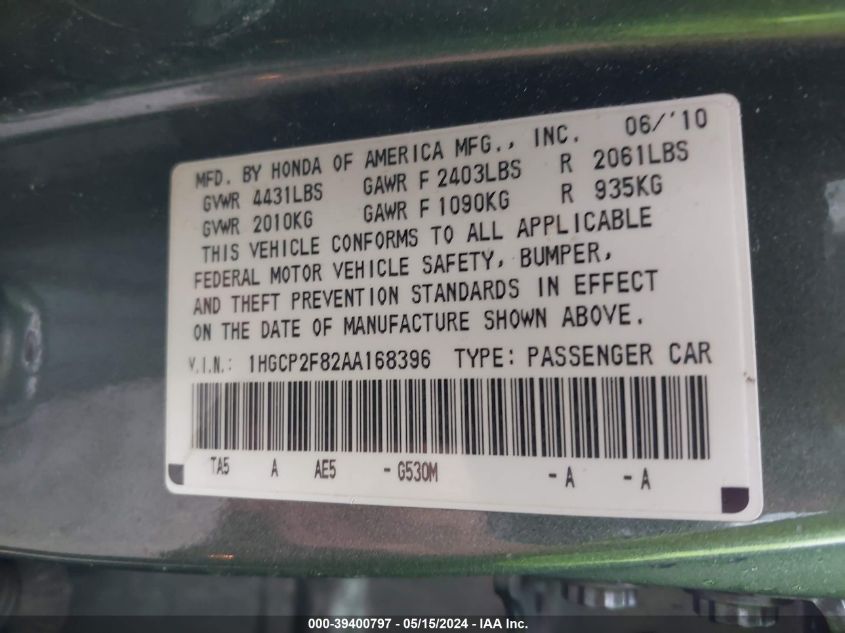 MFD. BY HONDA OF AMERICA MFG., INC. 06/'10
GVWR 4431LBS GAWR F 2403LBS R 2061LBS
GVWR 2010KG GAWR F 1090KG R 935KG
THIS VEHICLE CONFORMS TO ALL APPLICABLE
FEDERAL MOTOR VEHICLE SAFETY, BUMPER,
AND THEFT PREVENTION STANDARDS IN EFFECT
ON THE DATE OF MANUFACTURE SHOWN ABOVE.
V.I.N.: 1HGCP2F82AA168396 TYPE: PASSENGER CAR
TA5 A AE5 - G530M - A - A
000-39400797 - 05/15/2024 - IAA Inc.